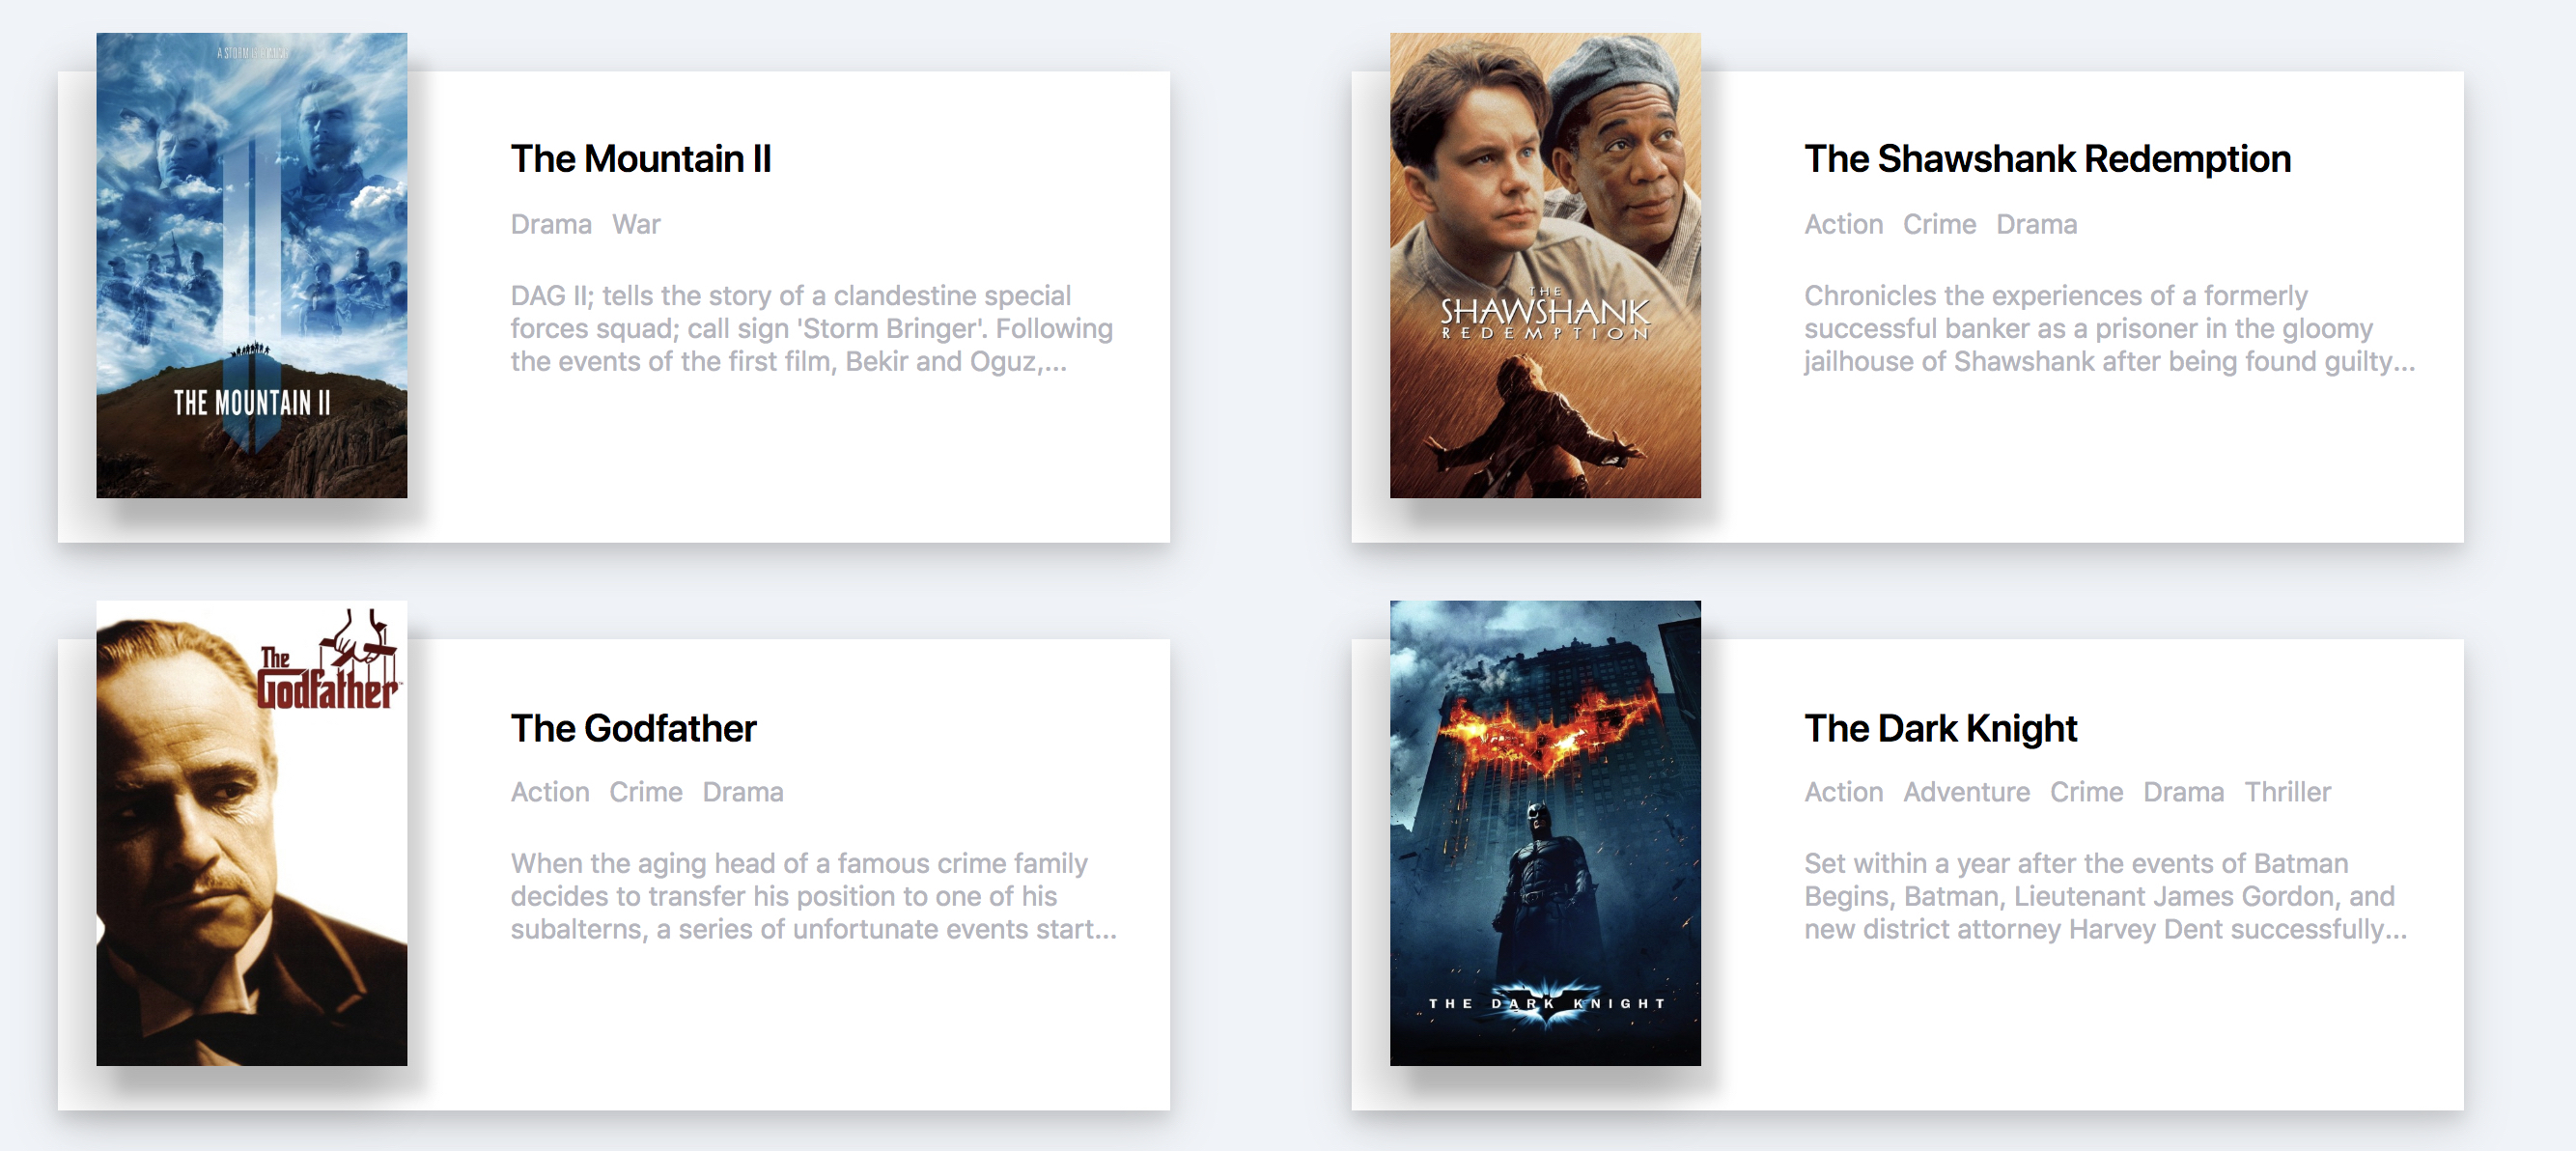 The Mountain II
Drama War
DAG II; tells the story of a clandestine special
forces squad; call sign 'Storm Bringer'. Following
the events of the first film, Bekir and Oguz,...
THE MOUNTAIN II
The Shawshank Redemption
Action Crime Drama
Chronicles the experiences of a formerly
successful banker as a prisoner in the gloomy
jailhouse of Shawshank after being found guilty...
THE
SHAWSHANK
REDEMPTION
The
Godfather
The Godfather
Action Crime Drama
When the aging head of a famous crime family
decides to transfer his position to one of his
subalterns, a series of unfortunate events start...
The Dark Knight
Action Adventure Crime Drama Thriller
Set within a year after the events of Batman
Begins, Batman, Lieutenant James Gordon, and
new district attorney Harvey Dent successfully...
THE DARK KNIGHT